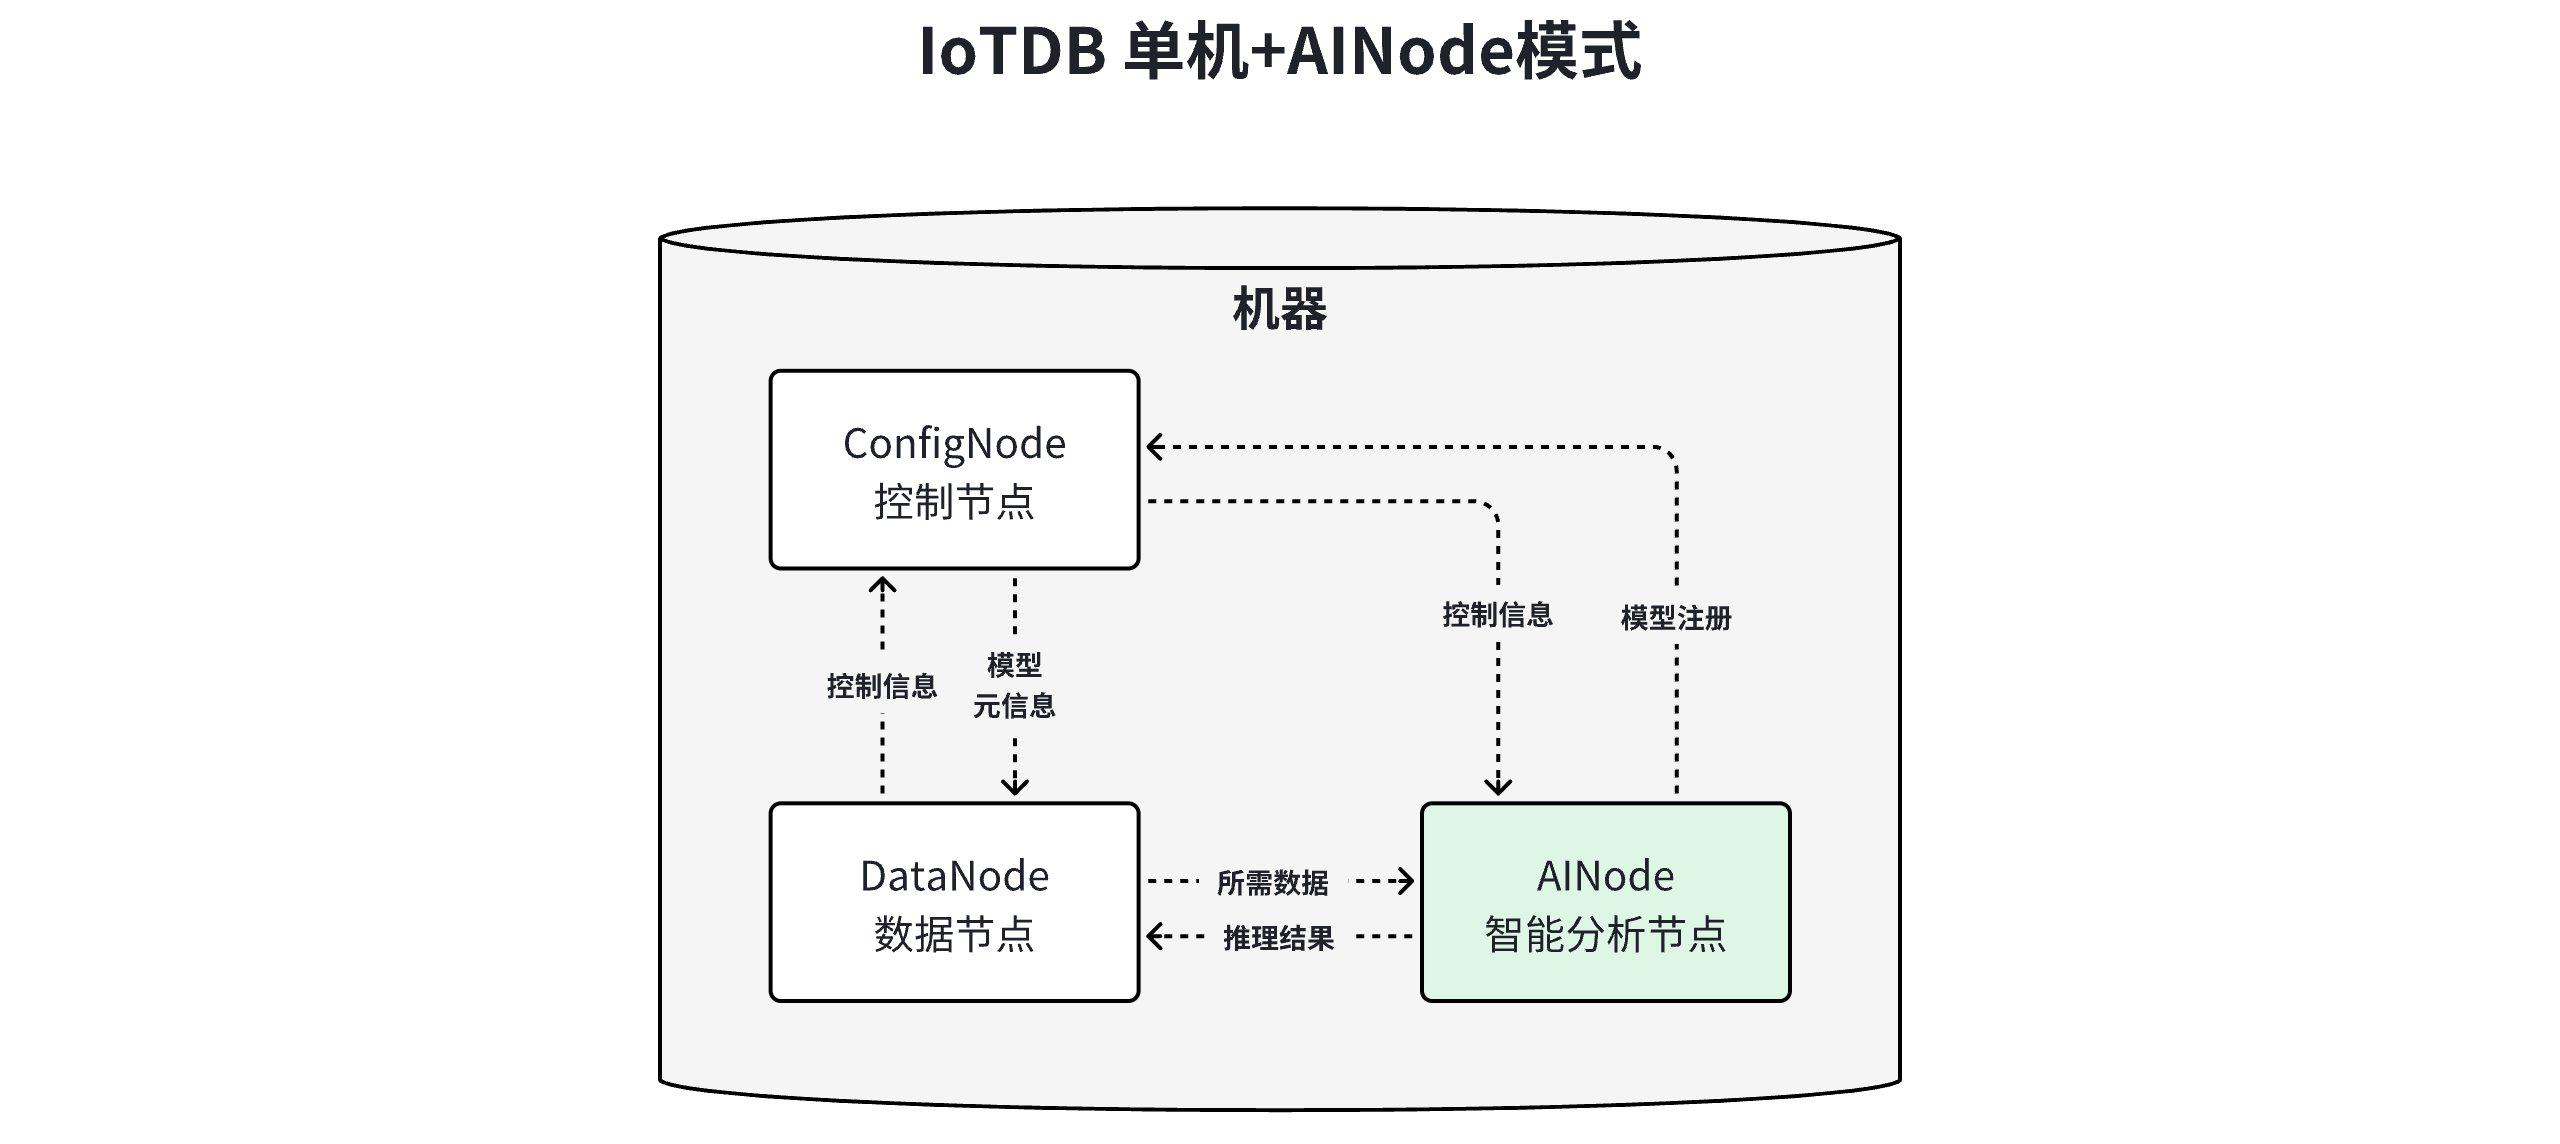 IoTDB 单机+AINode模式
机器
ConfigNode
控制节点
控制信息
模型注册
模型
元信息
控制信息
DataNode
数据节点
所需数据
推理结果
AINode
智能分析节点